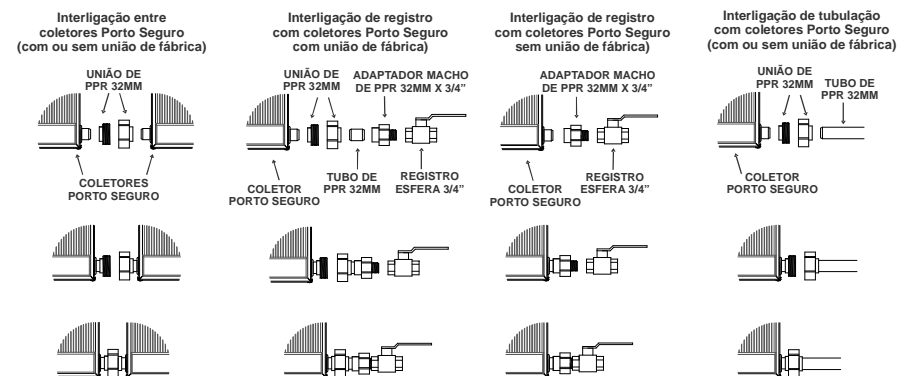 Interligação entre
coletores Porto Seguro
(com ou sem união de fábrica)
UNIÃO DE
PPR 32MM
COLETORES
PORTO SEGURO
Interligação de registro
com coletores Porto Seguro
com união de fábrica)
UNIÃO DE
PPR 32MM
ADAPTADOR MACHO
DE PPR 32MM X 3/4”
COLETOR
PORTO SEGURO
TUBO DE
PPR 32MM
REGISTRO
ESFERA 3/4”
Interligação de registro
com coletores Porto Seguro
sem união de fábrica)
ADAPTADOR MACHO
DE PPR 32MM X 3/4”
COLETOR
PORTO SEGURO
REGISTRO
ESFERA 3/4”
Interligação de tubulação
com coletores Porto Seguro
(com ou sem união de fábrica)
UNIÃO DE
PPR 32MM
TUBO DE
PPR 32MM
COLETOR
PORTO SEGURO